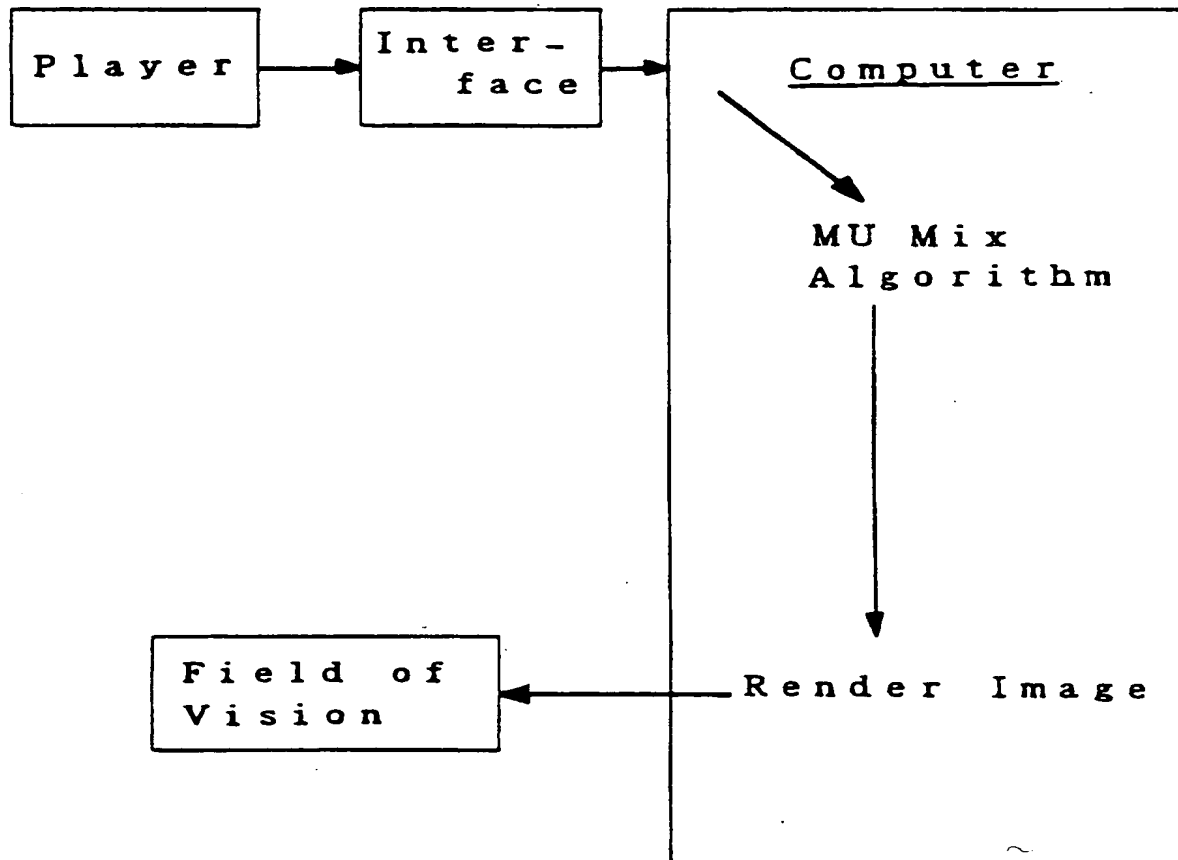 Player
Inter-
face
Computer
MU Mix
Algorithm
Render Image
Field of
Vision